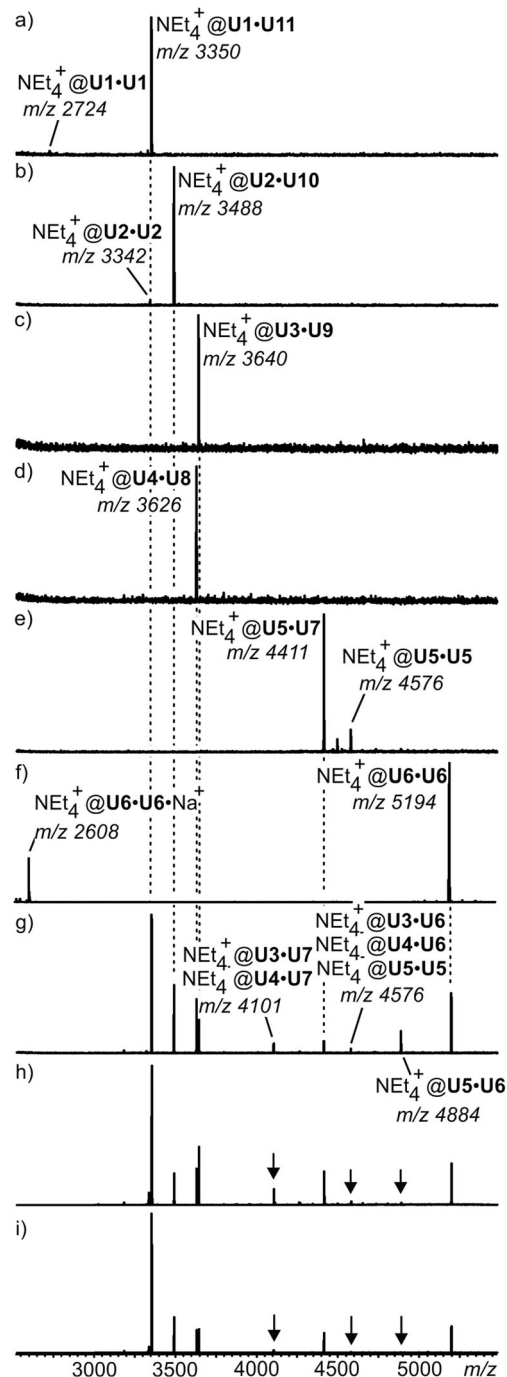 a)
NEt4+@U1•U11
m/z 3350
NEt4+@U1•U1
m/z 2724
b)
NEt4+@U2•U10
m/z 3488
NEt4+@U2•U2
m/z 3342
c)
NEt4+@U3•U9
m/z 3640
d)
NEt4+@U4•U8
m/z 3626
e)
NEt4+@U5•U7
m/z 4411
NEt4+@U5•U5
m/z 4576
f)
NEt4+@U6•U6
m/z 5194
NEt4+@U6•U6•Na+
m/z 2608
g)
NEt4+@U3•U7
NEt4+@U4•U7
m/z 4101
NEt4+@U3•U6
NEt4+@U4•U6
NEt4+@U5•U5
m/z 4576
NEt4+@U5•U6
m/z 4884
h)
i)
3000 3500 4000 4500 5000 m/z